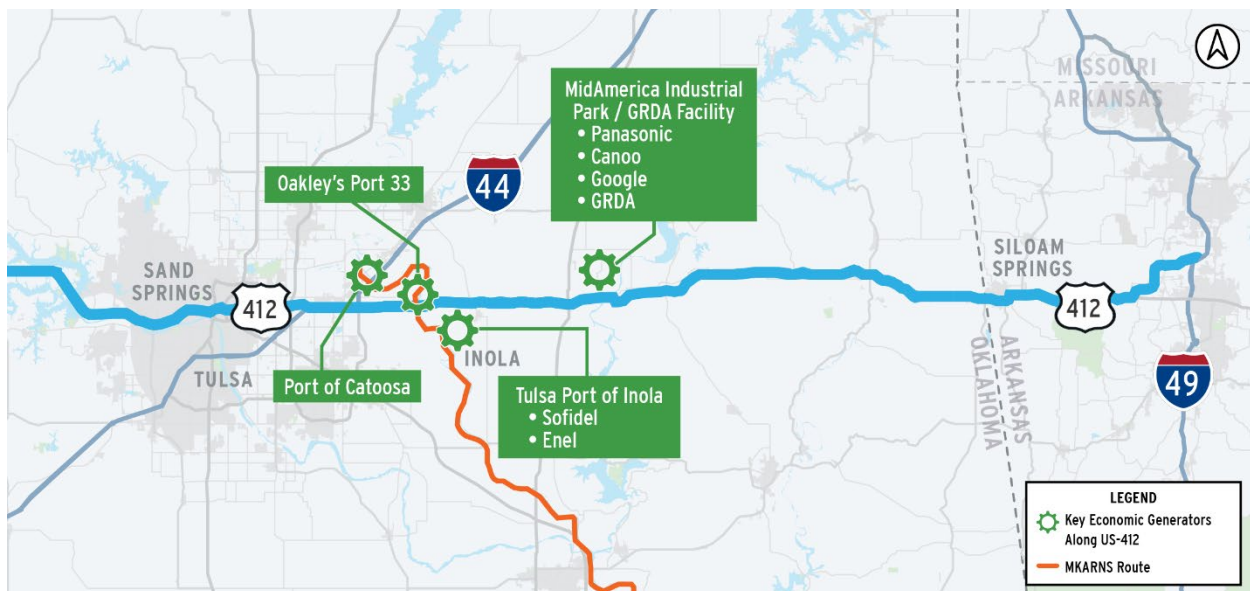 MISSOURI
ARKANSAS
MidAmerica Industrial
Park / GRDA Facility
• Panasonic
• Canoo
• Google
• GRDA
Oakley's Port 33
44
SAND
SPRINGS
412
TULSA
Port of Catoosa
INOLA
Tulsa Port of Inola
• Sofidel
• Enel
SILOAM
SPRINGS
412
OKLAHOMA
ARKANSAS
49
LEGEND
Key Economic Generators
Along US-412
MKARNS Route